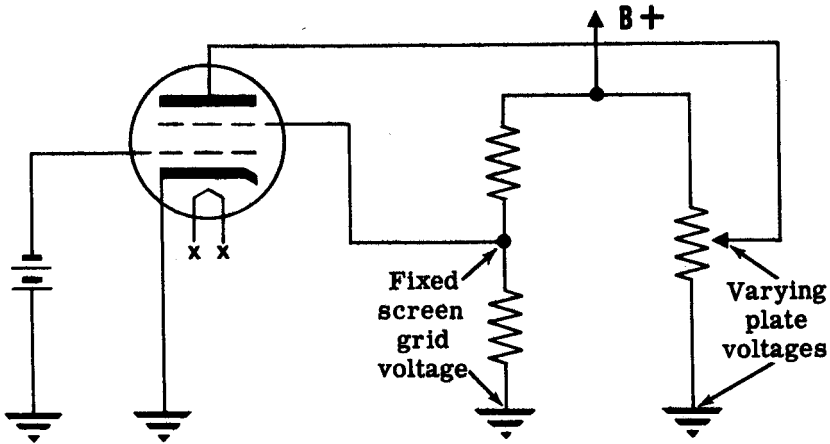 B+
x x
Fixed
screen
grid
voltage
Varying
plate
voltages